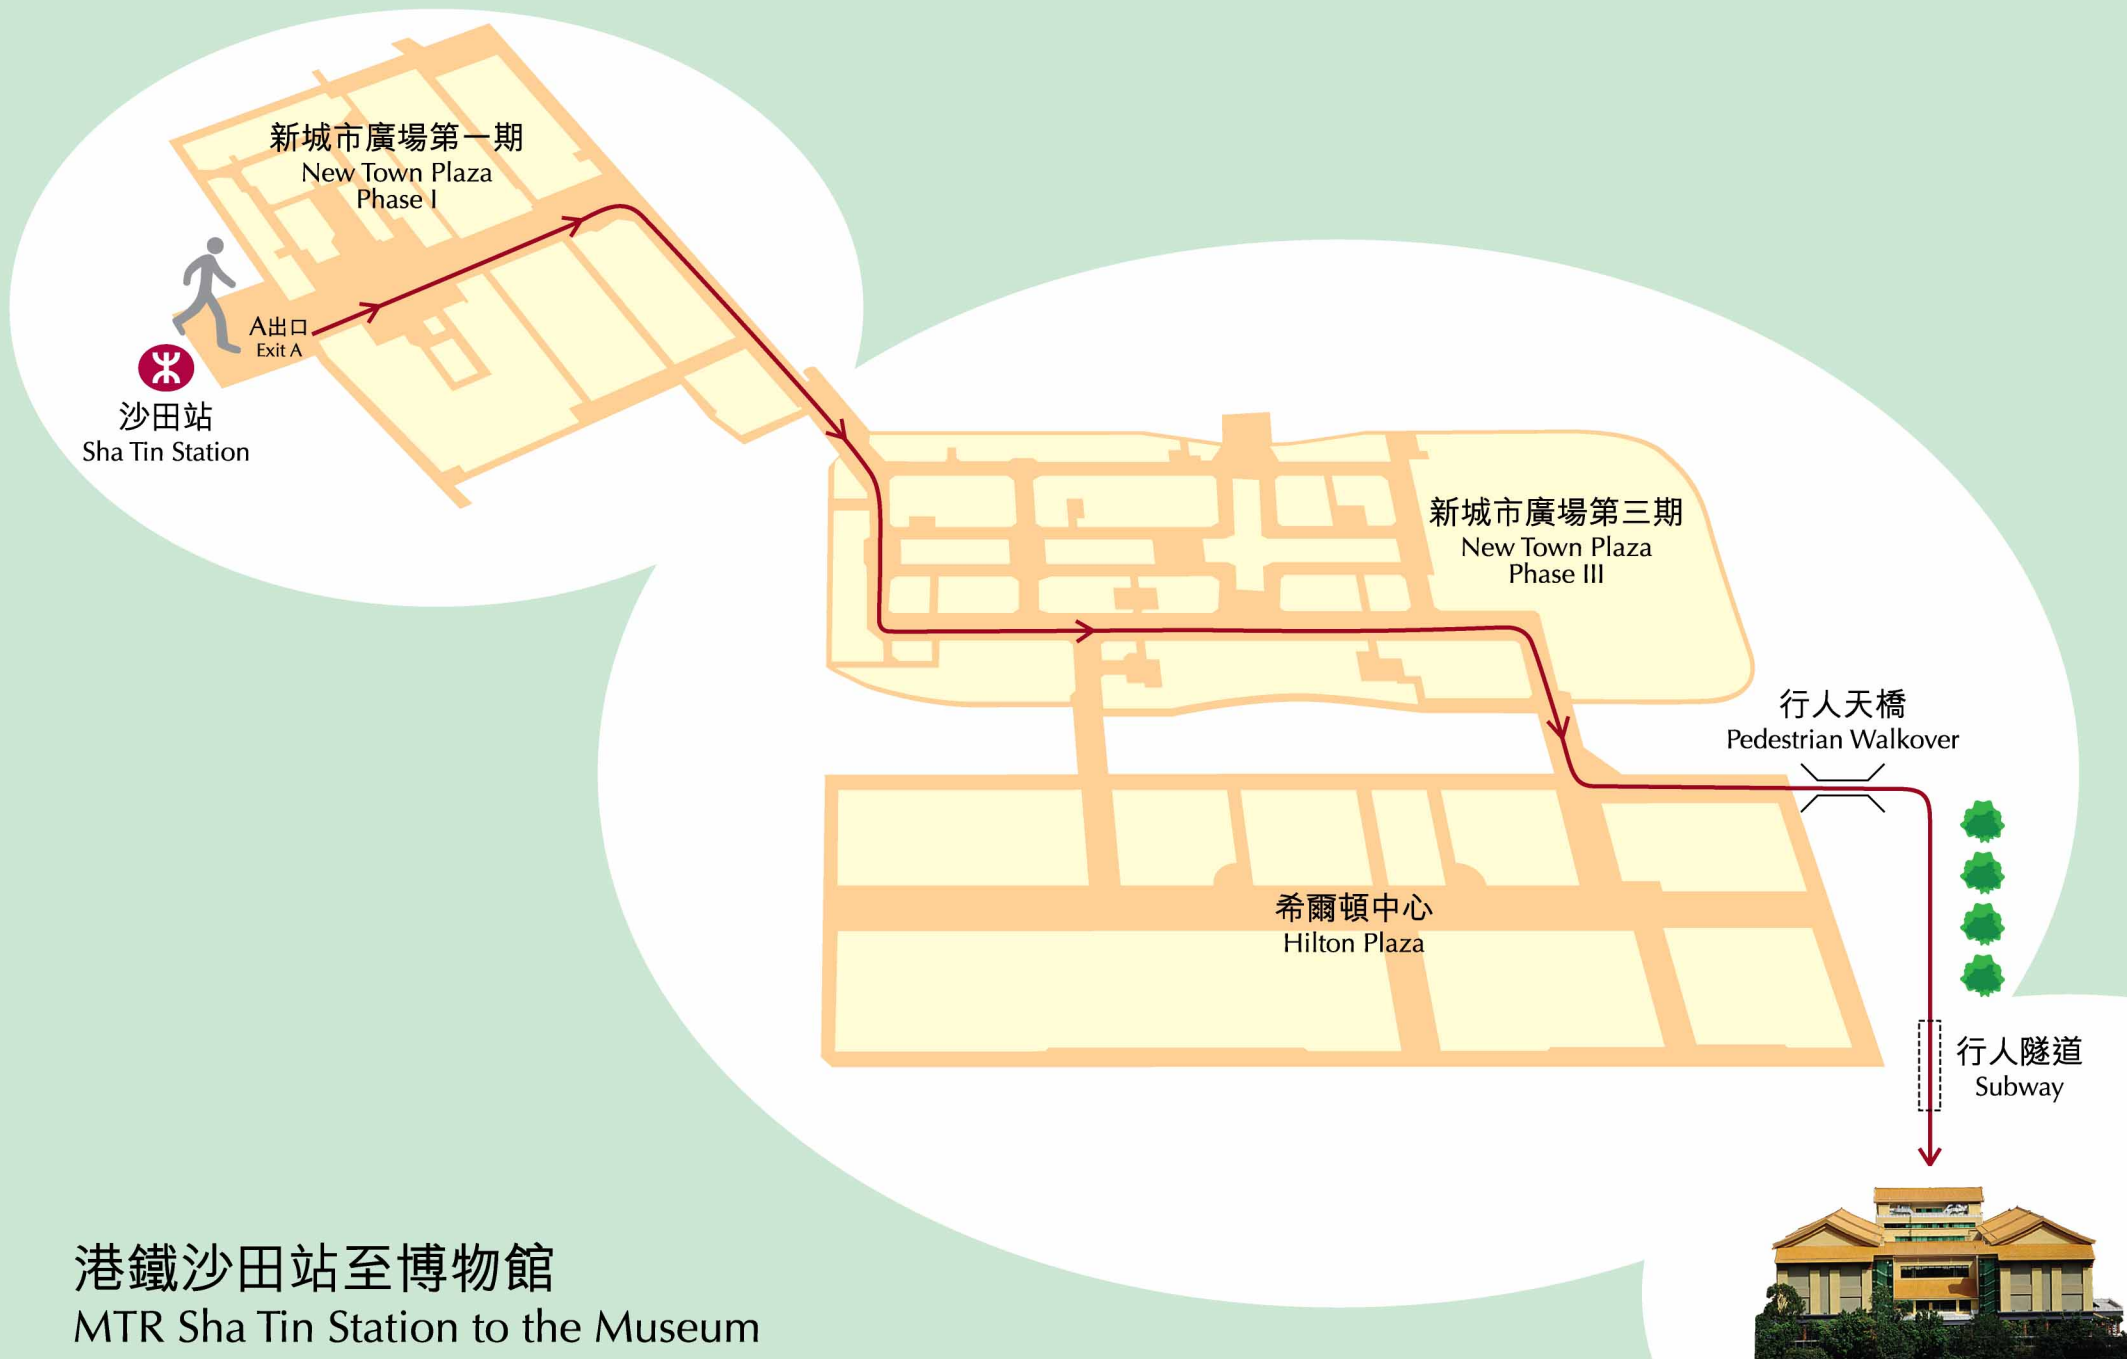 新城市廣場第一期
New Town Plaza
Phase I
A出口
Exit A
沙田站
Sha Tin Station
新城市廣場第三期
New Town Plaza
Phase III
行人天橋
Pedestrian Walkover
希爾頓中心
Hilton Plaza
行人隧道
Subway
港鐵沙田站至博物館
MTR Sha Tin Station to the Museum